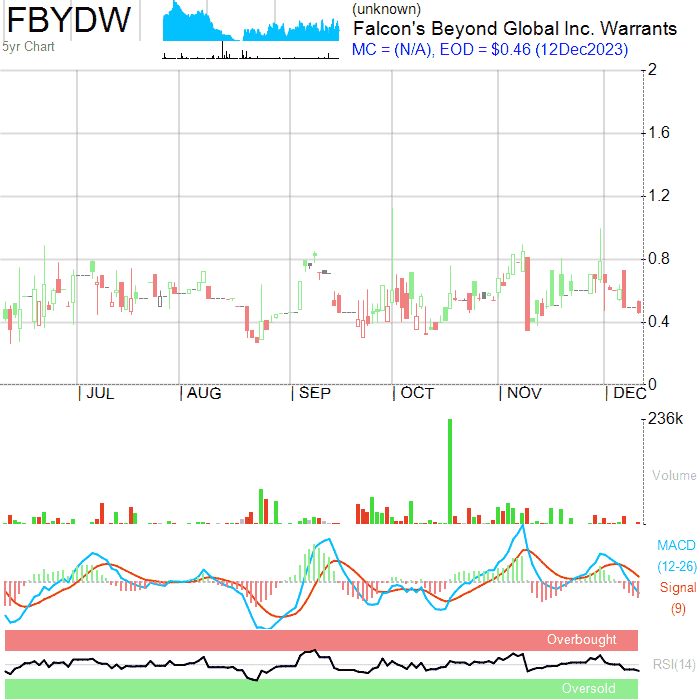 FBYDW
5yr Chart
(unknown)
Falcon's Beyond Global Inc. Warrants
MC = (N/A), EOD = $0.46 (12Dec2023)
2
1.6
1.2
0.8
0.4
0
| JUL | AUG | SEP | OCT | NOV | DEC
236k
Volume
MACD
(12-26)
Signal
(9)
Overbought
RSI(14)
Oversold